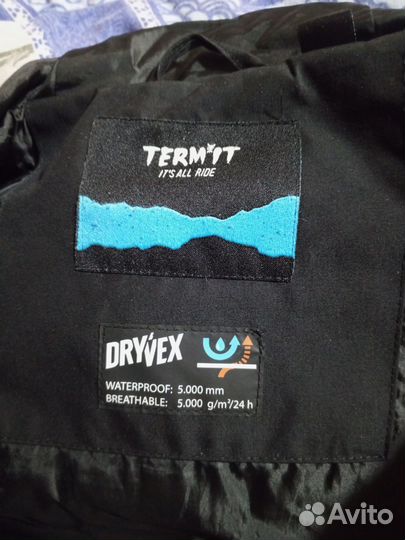 TERMIT
IT'S ALL RIDE
DRYVEX
WATERPROOF: 5.000 mm
BREATHABLE: 5.000 g/m²/24 h
Avito